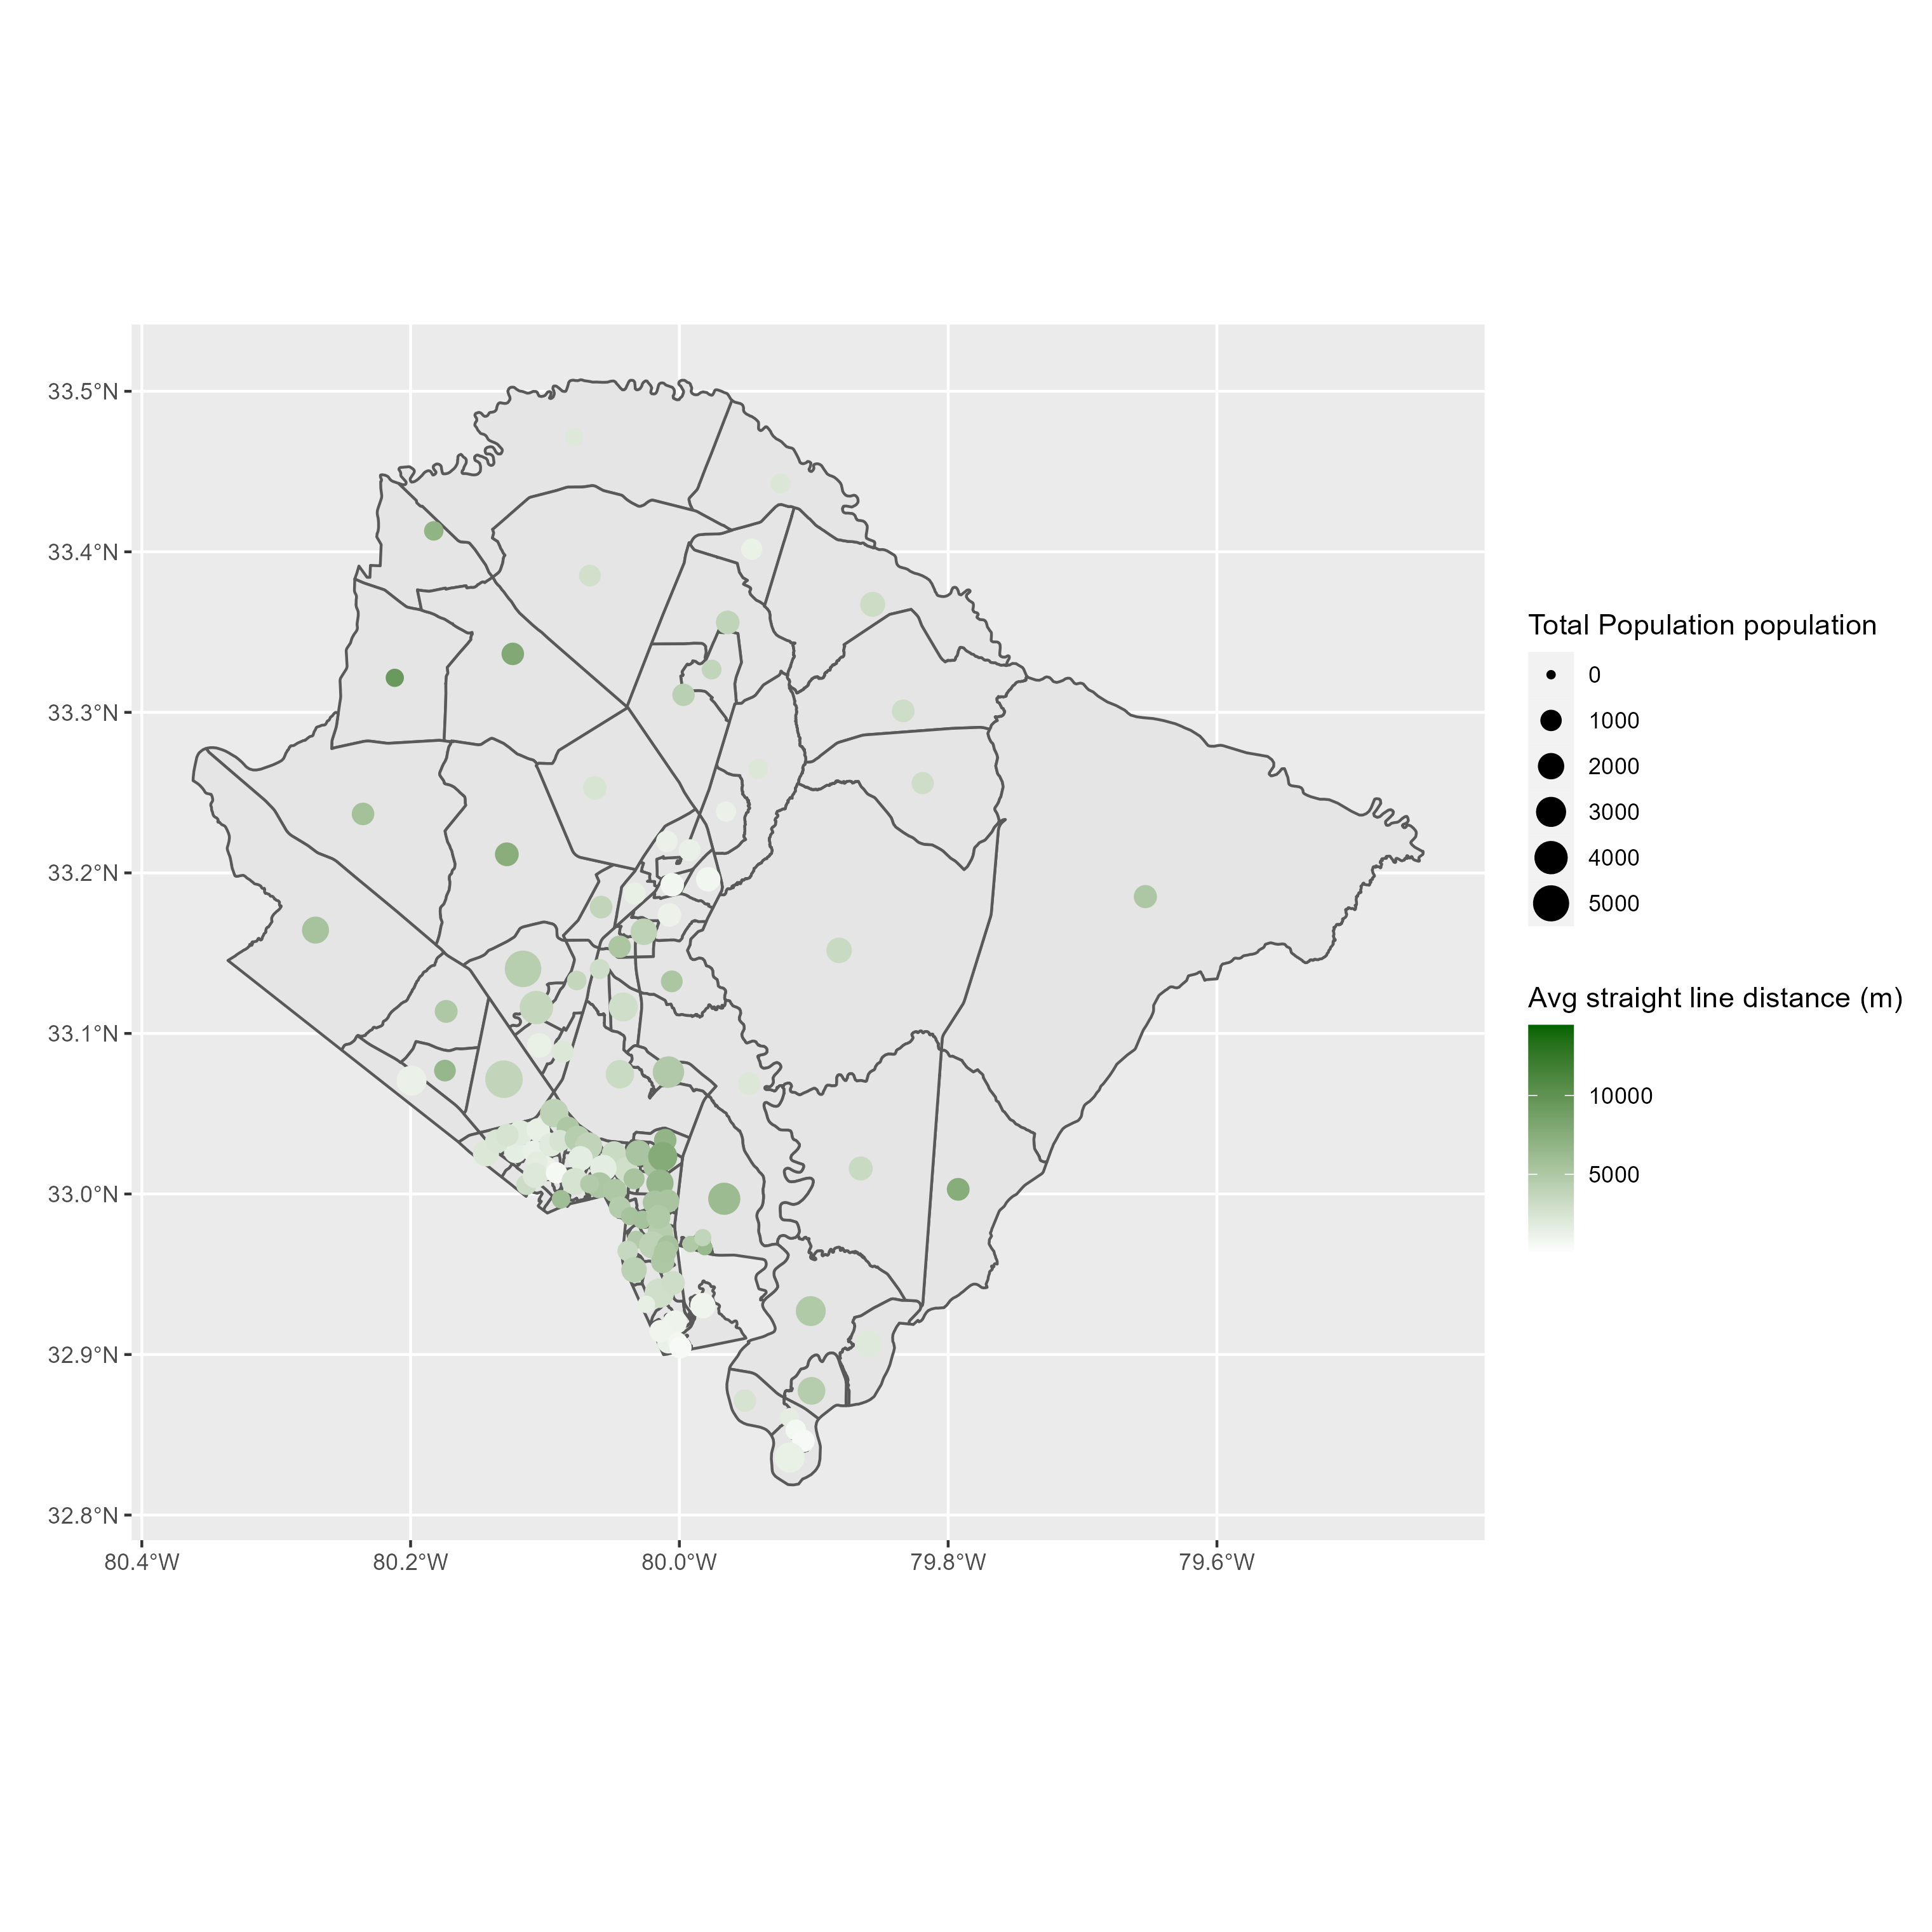 33.5°N
33.4°N
33.3°N
33.2°N
33.1°N
33.0°N
32.9°N
32.8°N
80.4°W
80.2°W
80.0°W
79.8°W
79.6°W
Total Population population
0
1000
2000
3000
4000
5000
Avg straight line distance (m)
10000
5000